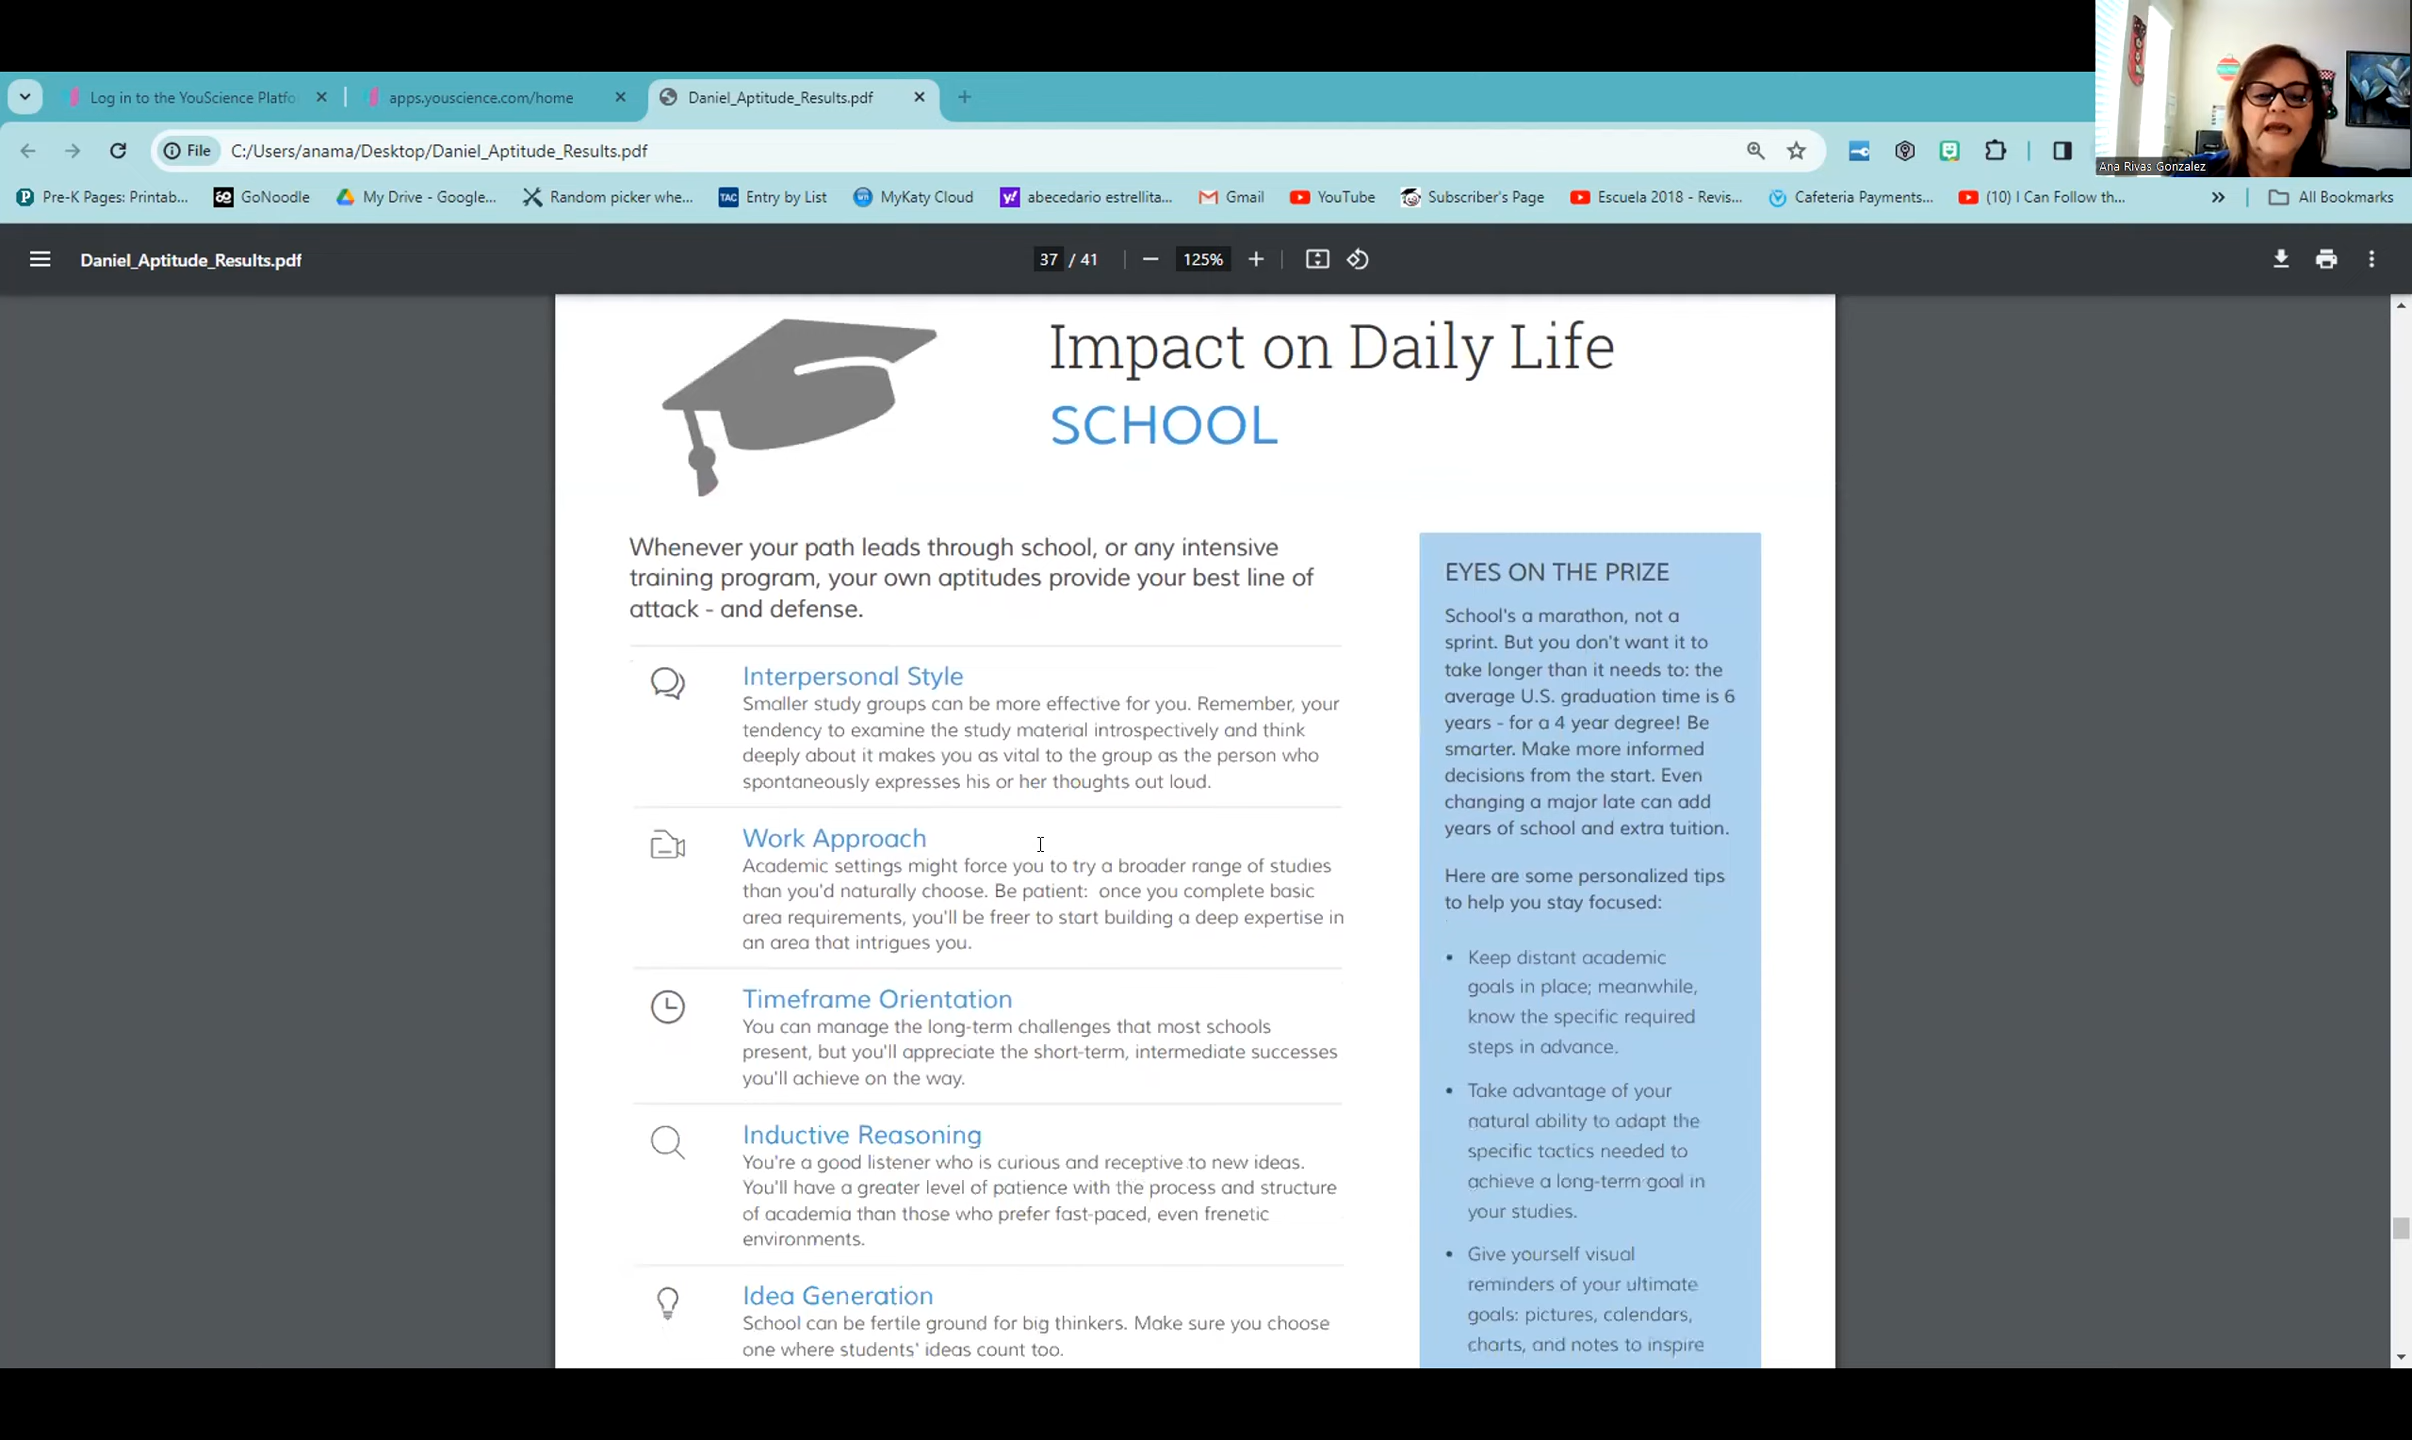 Log in to the YouScience Platfo
apps.youscience.com/home
Daniel_Aptitude_Results.pdf
File
C:/Users/anama/Desktop/Daniel_Aptitude_Results.pdf
Ana Rivas Gonzalez
Pre-K Pages: Printab...
GoNoodle
My Drive - Google...
Random picker whe...
TAC
Entry by List
MyKaty Cloud
abecedario estrellita...
Gmail
YouTube
Subscriber's Page
Escuela 2018 - Revis...
Cafeteria Payments...
(10) I Can Follow th...
All Bookmarks
Daniel_Aptitude_Results.pdf
37 / 41
125%
Impact on Daily Life
SCHOOL
Whenever your path leads through school, or any intensive
training program, your own aptitudes provide your best line of
attack - and defense.
Interpersonal Style
Smaller study groups can be more effective for you. Remember, your
tendency to examine the study material introspectively and think
deeply about it makes you as vital to the group as the person who
spontaneously expresses his or her thoughts out loud.
Work Approach
Academic settings might force you to try a broader range of studies
than you'd naturally choose. Be patient: once you complete basic
area requirements, you'll be freer to start building a deep expertise in
an area that intrigues you.
Timeframe Orientation
You can manage the long-term challenges that most schools
present, but you'll appreciate the short-term, intermediate successes
you'll achieve on the way.
Inductive Reasoning
You're a good listener who is curious and receptive to new ideas.
You'll have a greater level of patience with the process and structure
of academia than those who prefer fast-paced, even frenetic
environments.
Idea Generation
School can be fertile ground for big thinkers. Make sure you choose
one where students' ideas count too.
EYES ON THE PRIZE
School's a marathon, not a
sprint. But you don't want it to
take longer than it needs to: the
average U.S. graduation time is 6
years - for a 4 year degree! Be
smarter. Make more informed
decisions from the start. Even
changing a major late can add
years of school and extra tuition.
Here are some personalized tips
to help you stay focused:
• Keep distant academic
goals in place; meanwhile,
know the specific required
steps in advance.
• Take advantage of your
natural ability to adapt the
specific tactics needed to
achieve a long-term goal in
your studies.
• Give yourself visual
reminders of your ultimate
goals: pictures, calendars,
charts, and notes to inspire